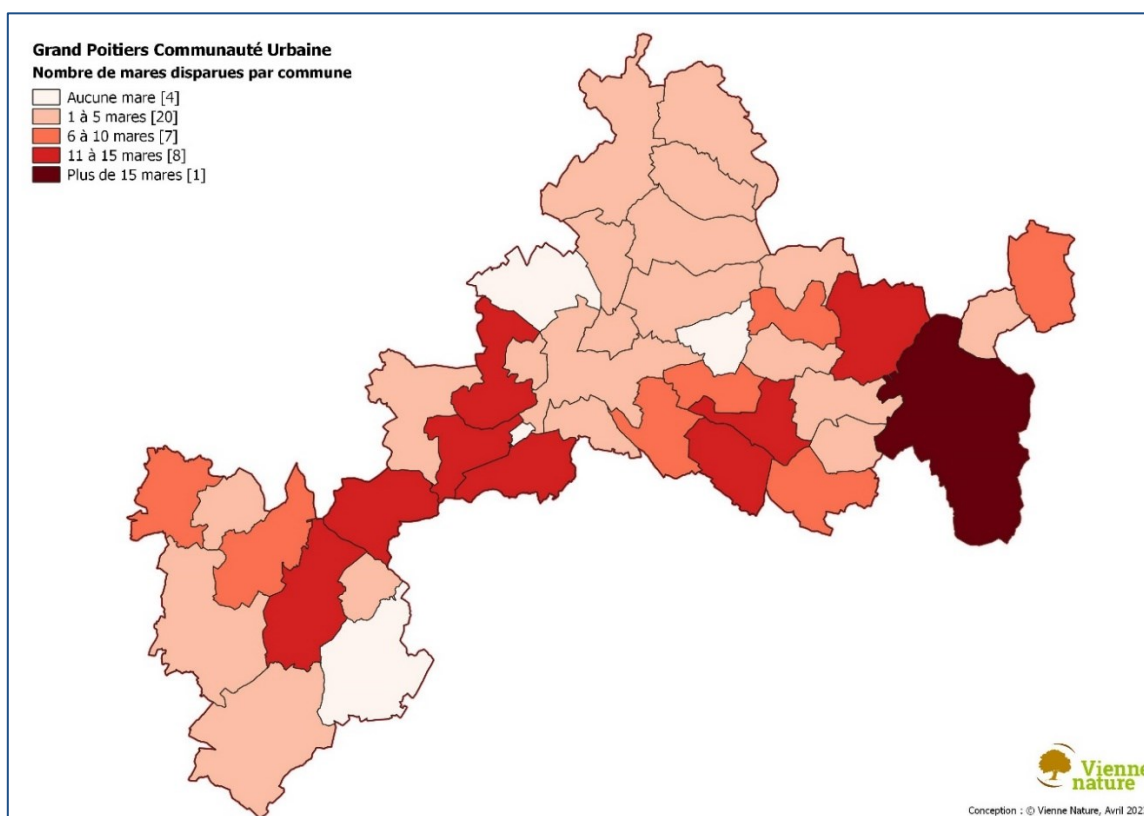 Grand Poitiers Communauté Urbaine
Nombre de mares disparues par commune
Aucune mare [4]
1 à 5 mares [20]
6 à 10 mares [7]
11 à 15 mares [8]
Plus de 15 mares [1]
Vienne
nature
Conception : © Vienne Nature, Avril